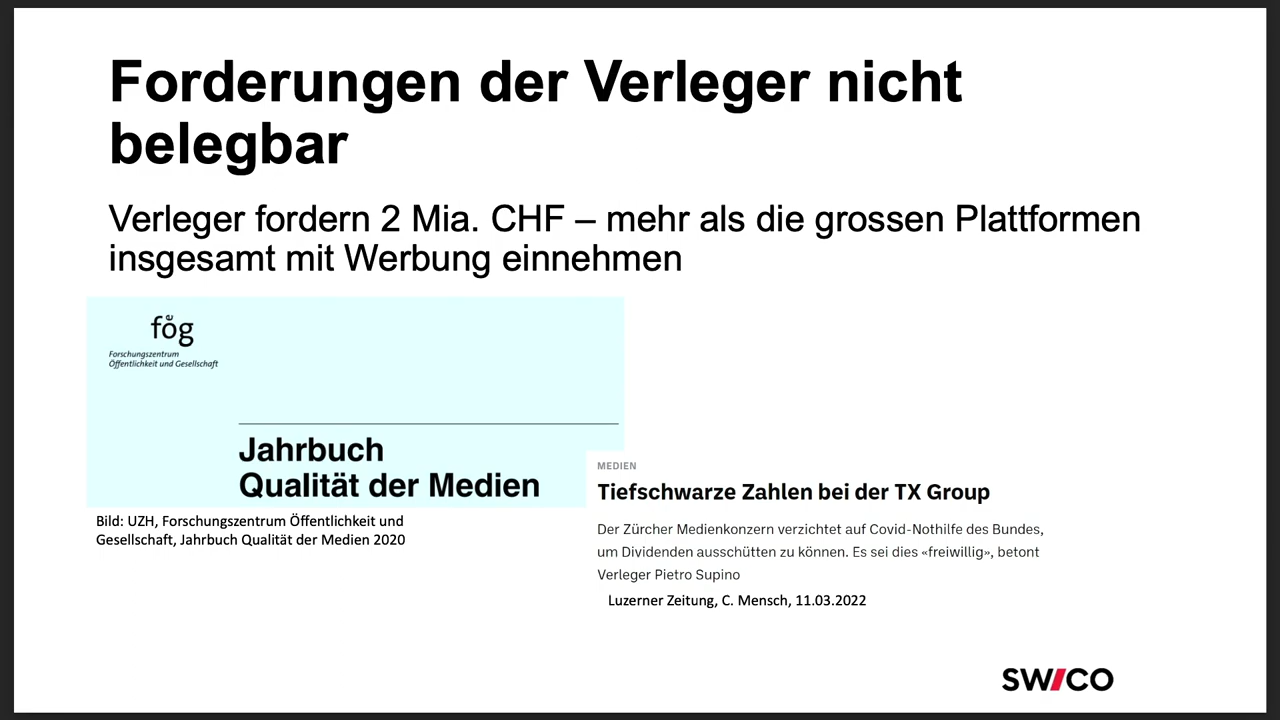 Forderungen der Verleger nicht
belegbar
Verleger fordern 2 Mia. CHF – mehr als die grossen Plattformen
insgesamt mit Werbung einnehmen
fög
Forschungszentrum
Öffentlichkeit und Gesellschaft
Jahrbuch
Qualität der Medien
Bild: UZH, Forschungszentrum Öffentlichkeit und
Gesellschaft, Jahrbuch Qualität der Medien 2020
MEDIEN
Tiefschwarze Zahlen bei der TX Group
Der Zürcher Medienkonzern verzichtet auf Covid-Nothilfe des Bundes,
um Dividenden ausschütten zu können. Es sei dies «freiwillig», betont
Verleger Pietro Supino
Luzerner Zeitung, C. Mensch, 11.03.2022
SWICO